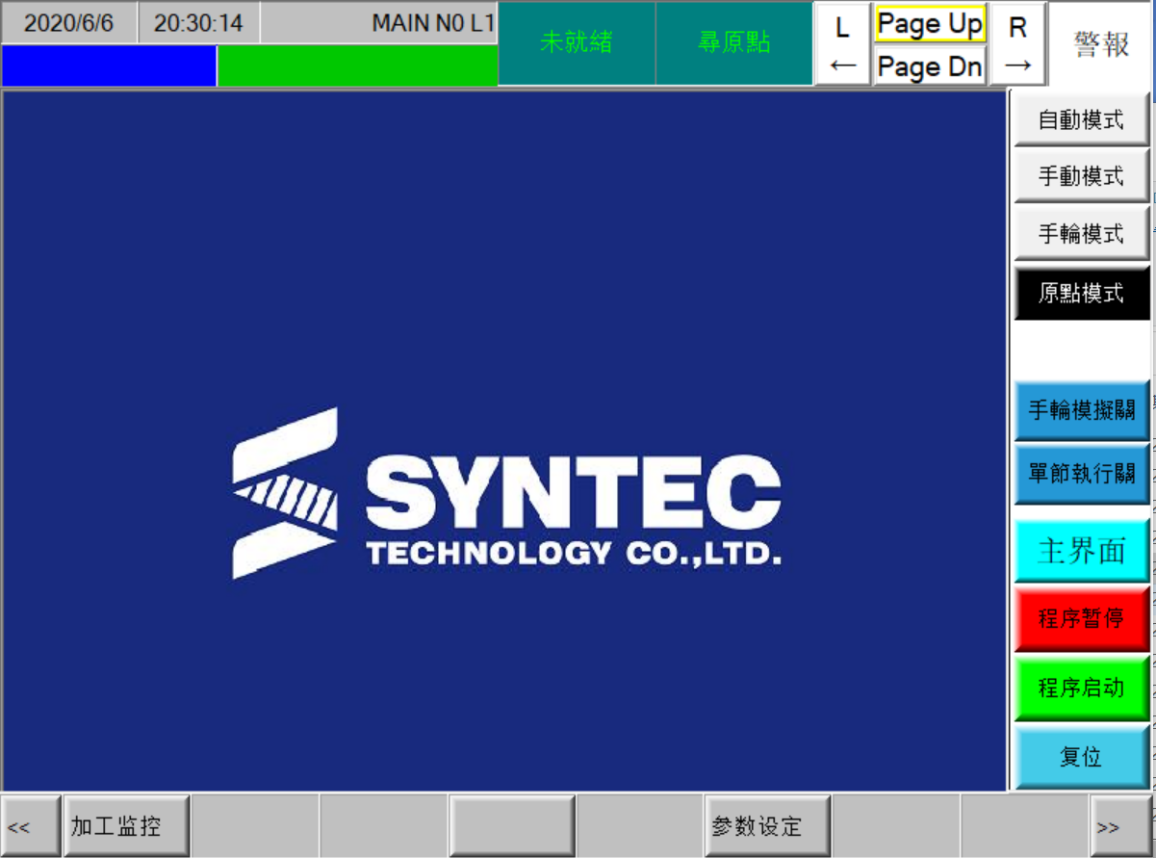 2020/6/6 20:30:14 MAIN N0 L1
未就緒 尋原點
L Page Up R
← Page Dn →
警報
自動模式
手動模式
手輪模式
原點模式
手輪模擬關
單節執行關
主界面
程序暂停
程序启动
复位
SYNTEC
TECHNOLOGY CO.,LTD.
<< 加工监控 参数设定 >>